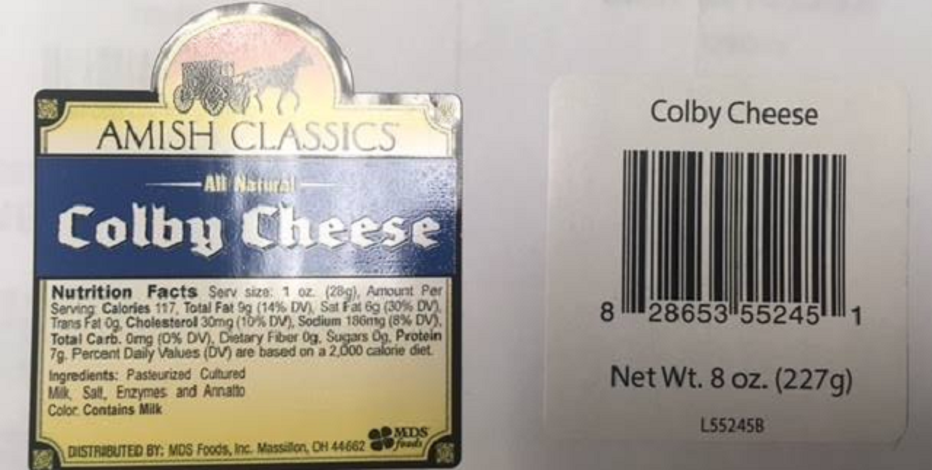 AMISH CLASSICS
All Natural
Colby Cheese
Nutrition Facts Serv size: 1 oz. (28g), Amount Per
Serving: Calories 117, Total Fat 9g (14% DV), Sat Fat 6g (30% DV),
Trans Fat 0g, Cholesterol 30mg (10% DV), Sodium 186mg (8% DV),
Total Carb. 0mg (0% DV), Dietary Fiber 0g, Sugars 0g, Protein
7g, Percent Daily Values (DV) are based on a 2,000 calorie diet.
Ingredients: Pasteurized Cultured
Milk, Salt, Enzymes and Annatto
Color. Contains Milk
MDS
foods
DISTRIBUTED BY: MDS Foods, Inc. Massillon, OH 44662
Colby Cheese
8 28653 55245 1
Net Wt. 8 oz. (227g)
L55245B